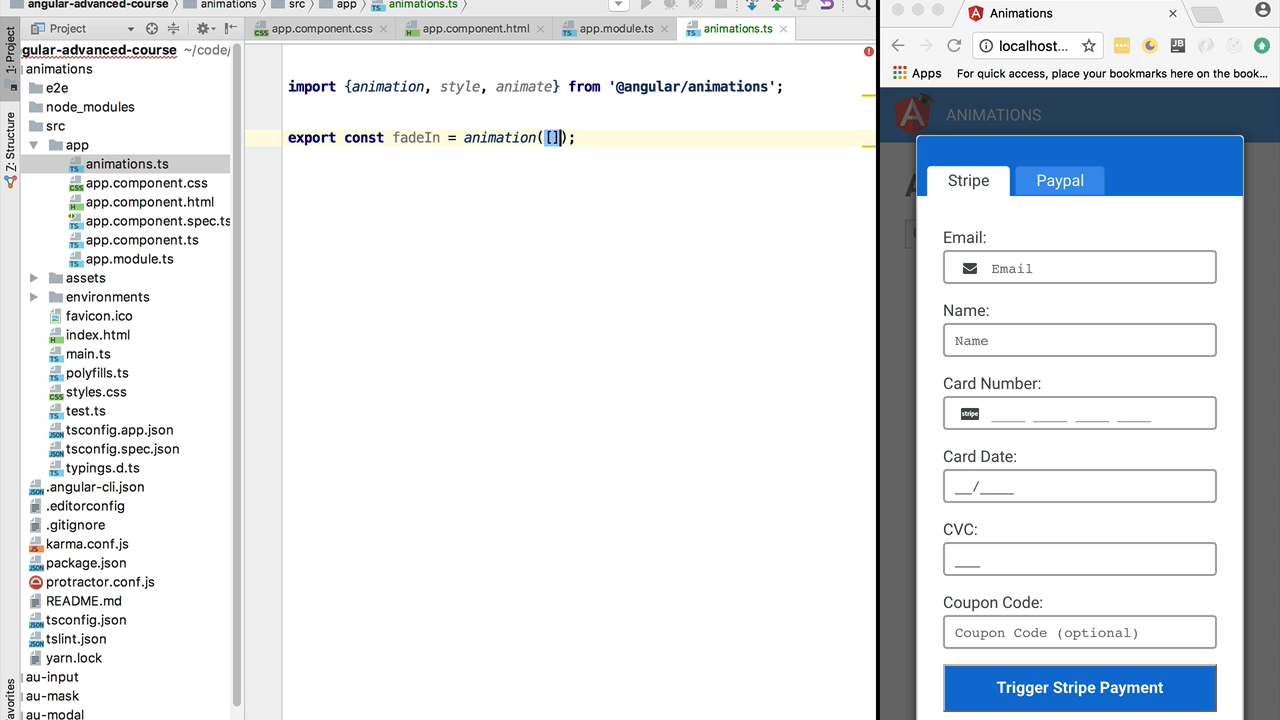 angular-advanced-course
animations
src
app
animations.ts
Project
app.component.css
app.component.html
app.module.ts
animations.ts
1: Project
Z: Structure
avorites
gular-advanced-course ~/code/
animations
e2e
node_modules
src
app
animations.ts
app.component.css
app.component.html
app.component.spec.ts
app.component.ts
app.module.ts
assets
environments
favicon.ico
index.html
main.ts
polyfills.ts
styles.css
test.ts
tsconfig.app.json
tsconfig.spec.json
typings.d.ts
.angular-cli.json
.editorconfig
.gitignore
karma.conf.js
package.json
protractor.conf.js
README.md
tsconfig.json
tslint.json
yarn.lock
au-input
au-mask
au-modal
import {animation, style, animate} from '@angular/animations';
export const fadeIn = animation([]);
Animations
localhost...
Apps
For quick access, place your bookmarks here on the book...
ANIMATIONS
Stripe
Paypal
Email:
Email
Name:
Name
Card Number:
stripe ____ ____ ____ ____
Card Date:
__/____
CVC:
___
Coupon Code:
Coupon Code (optional)
Trigger Stripe Payment